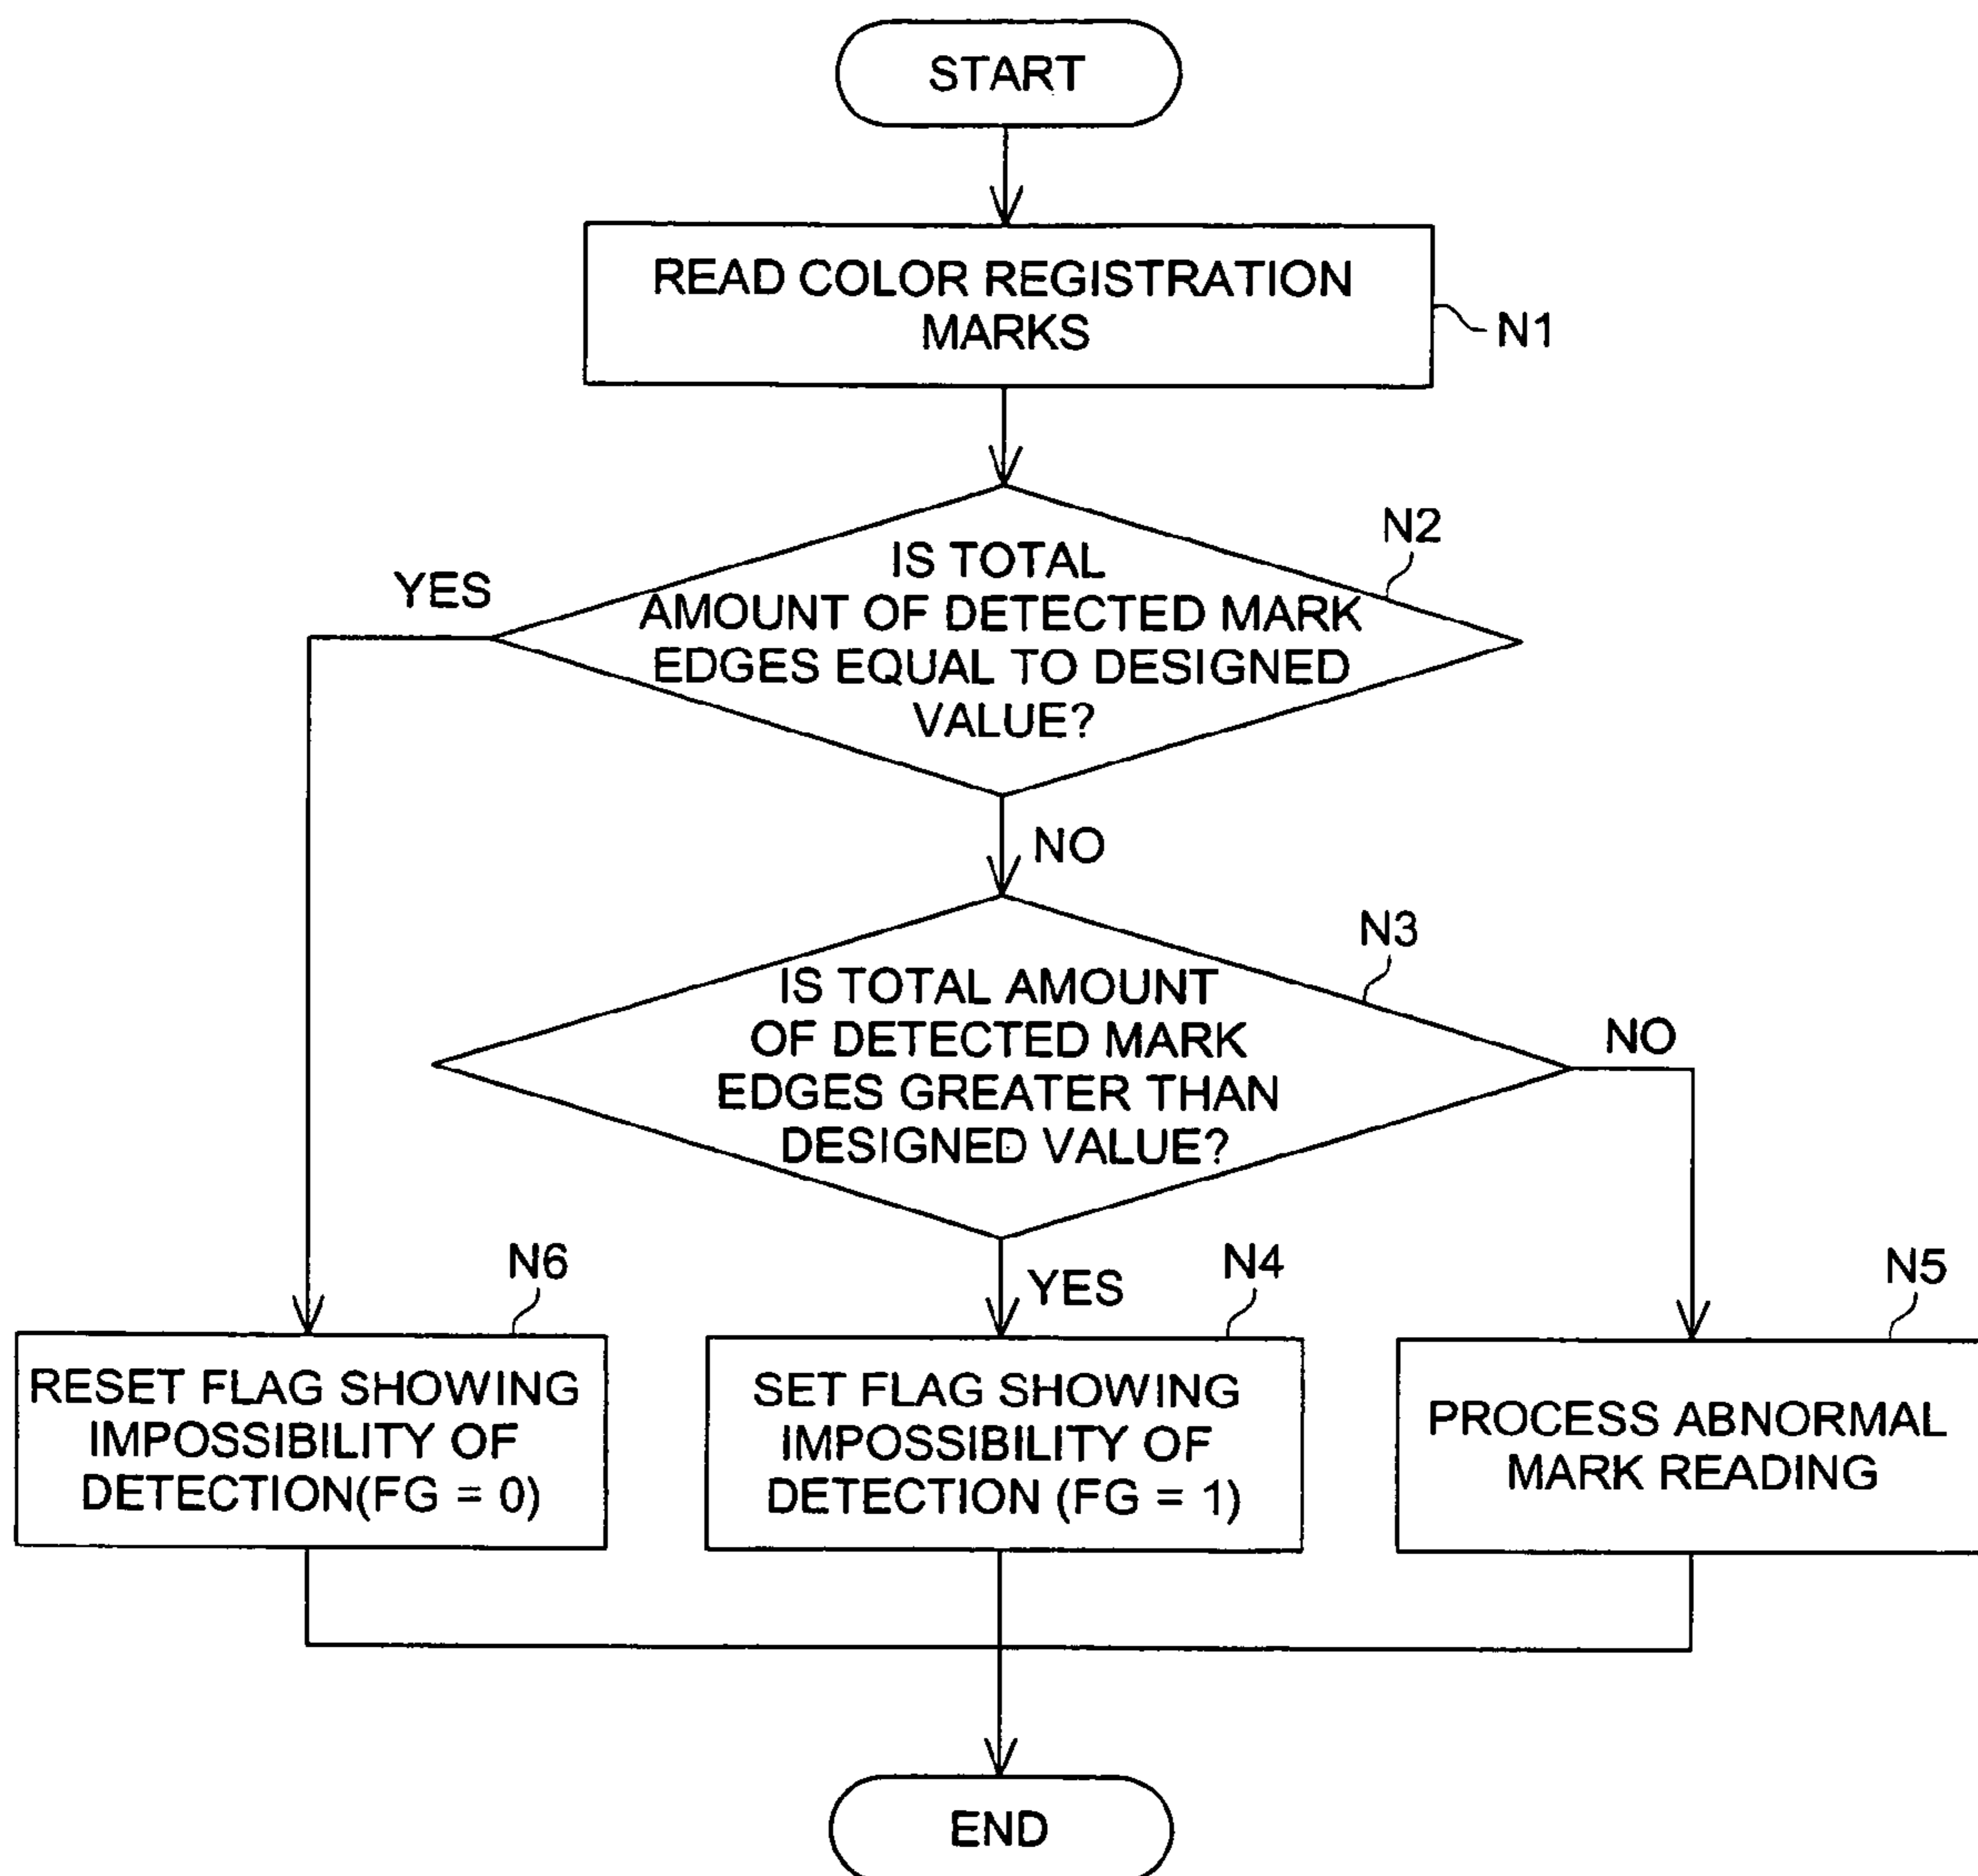 START
READ COLOR REGISTRATION
MARKS
N1
N2
IS TOTAL
AMOUNT OF DETECTED MARK
EDGES EQUAL TO DESIGNED
VALUE?
YES
NO
N3
IS TOTAL AMOUNT
OF DETECTED MARK
EDGES GREATER THAN
DESIGNED VALUE?
NO
YES
N6
RESET FLAG SHOWING
IMPOSSIBILITY OF
DETECTION(FG = 0)
N4
SET FLAG SHOWING
IMPOSSIBILITY OF
DETECTION (FG = 1)
N5
PROCESS ABNORMAL
MARK READING
END